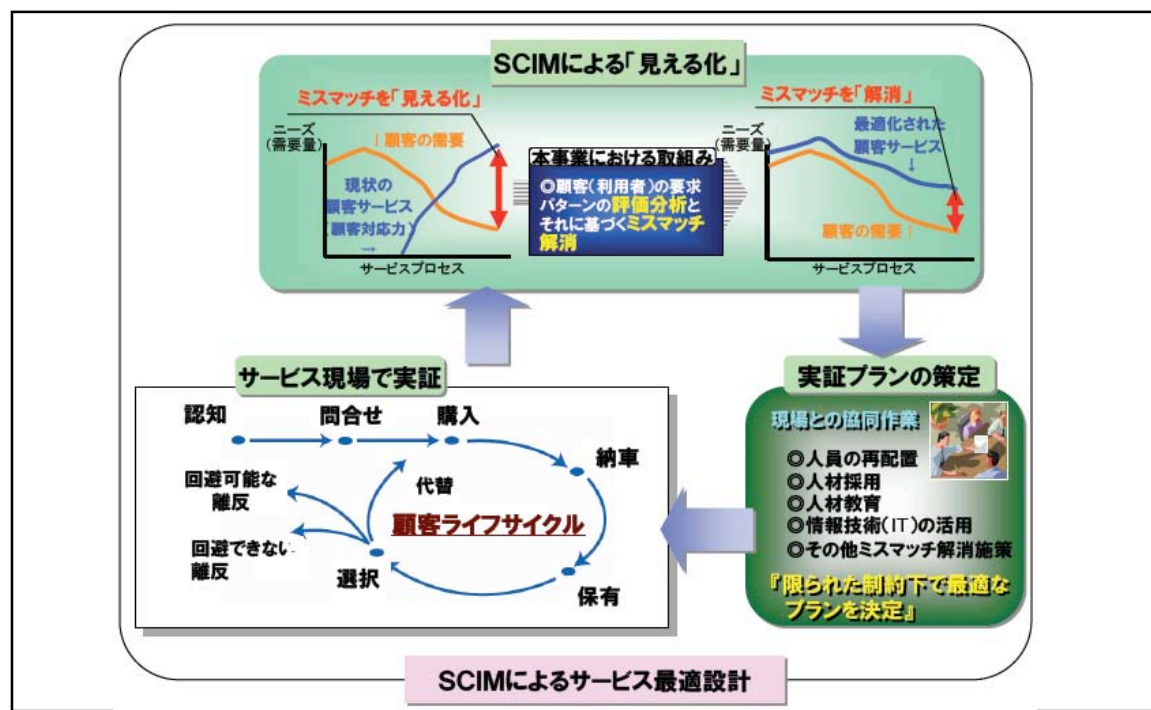 SCIMによる「見える化」
ミスマッチを「見える化」
ニーズ
(需要量)
↓顧客の需要
現状の
顧客サービス
(顧客対応力)
→
サービスプロセス
本事業における取組み
◎顧客(利用者)の要求
パターンの評価分析と
それに基づくミスマッチ
解消
ミスマッチを「解消」
ニーズ
(需要量)
最適化された
顧客サービス
↓
顧客の需要↑
サービスプロセス
サービス現場で実証
認知
問合せ
購入
納車
回避可能な
離反
代替
顧客ライフサイクル
回避できない
離反
選択
保有
実証プランの策定
現場との協同作業
◎人員の再配置
◎人材採用
◎人材教育
◎情報技術(IT)の活用
◎その他ミスマッチ解消施策
『限られた制約下で最適な
プランを決定』
SCIMによるサービス最適設計